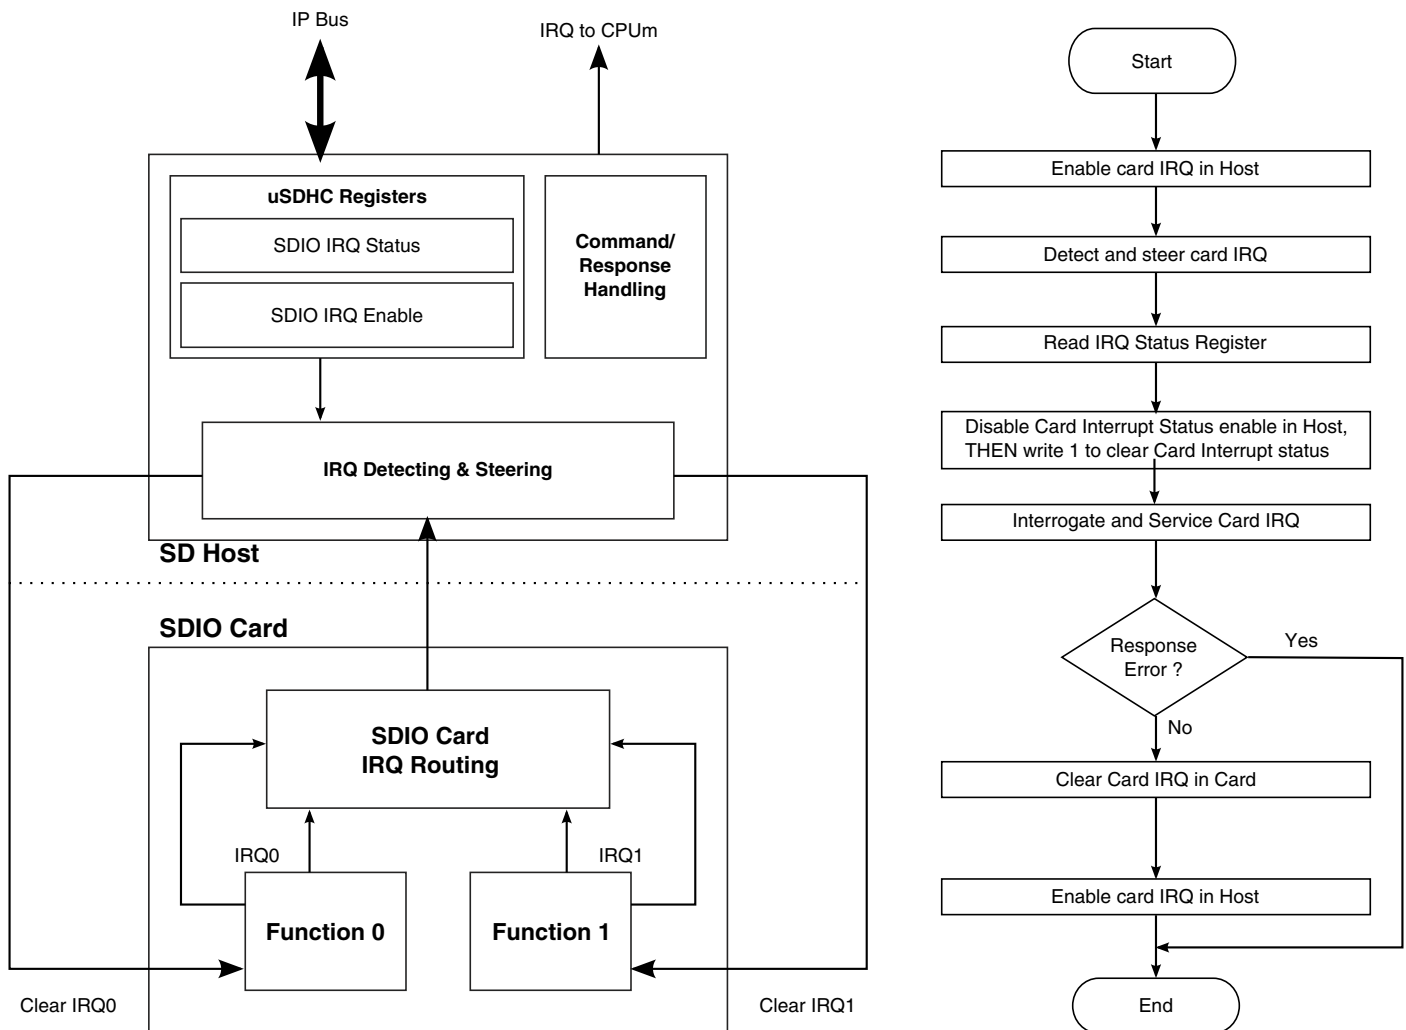 IP Bus
IRQ to CPUm
uSDHC Registers
SDIO IRQ Status
SDIO IRQ Enable
Command/
Response
Handling
IRQ Detecting & Steering
SD Host
SDIO Card
SDIO Card
IRQ Routing
IRQ0
IRQ1
Function 0
Function 1
Clear IRQ0
Clear IRQ1
Start
Enable card IRQ in Host
Detect and steer card IRQ
Read IRQ Status Register
Disable Card Interrupt Status enable in Host,
THEN write 1 to clear Card Interrupt status
Interrogate and Service Card IRQ
Response
Error ?
Yes
No
Clear Card IRQ in Card
Enable card IRQ in Host
End